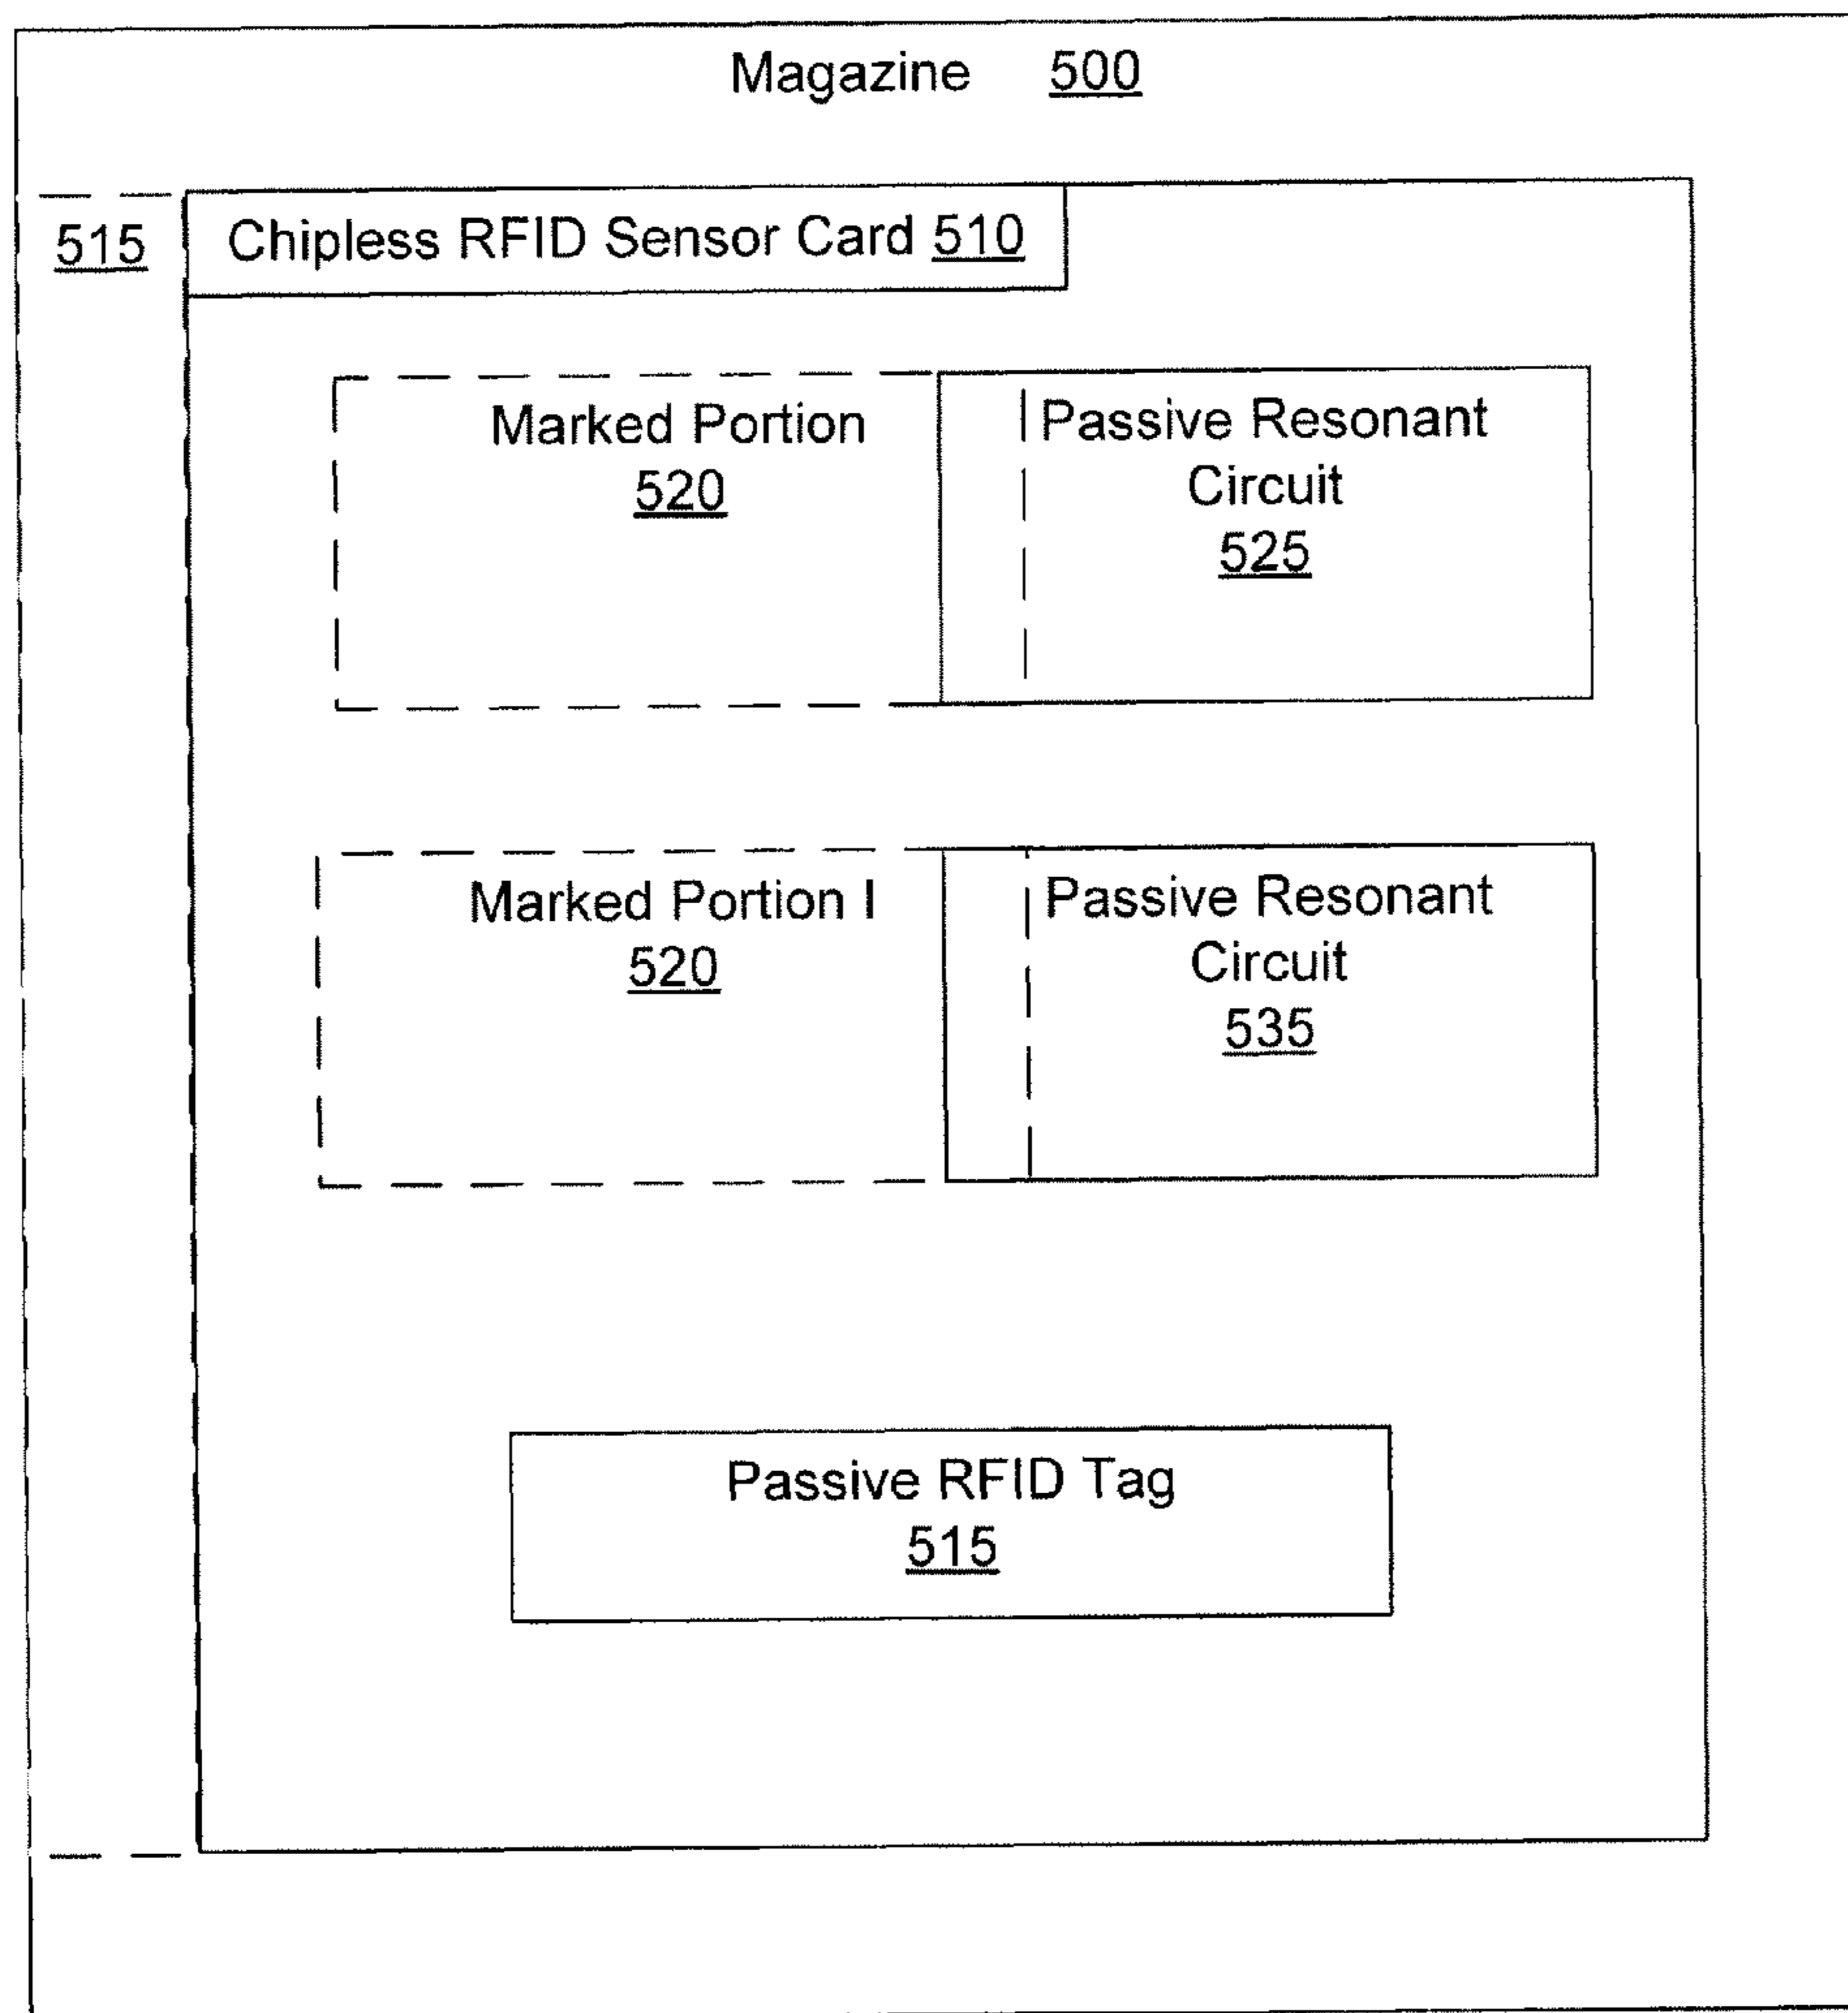 Magazine 500
515
Chipless RFID Sensor Card 510
Marked Portion
520
Passive Resonant
Circuit
525
Marked Portion I
520
Passive Resonant
Circuit
535
Passive RFID Tag
515